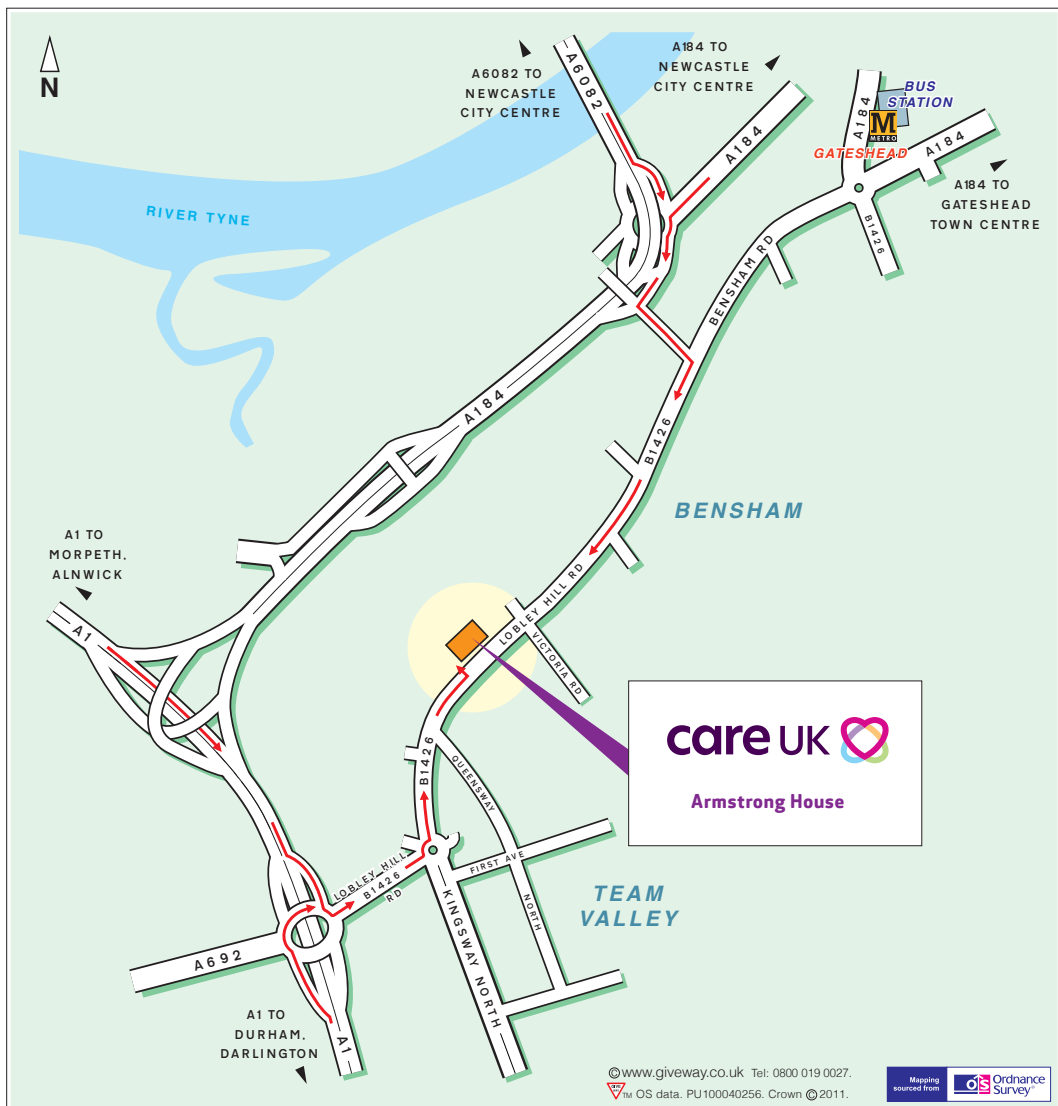 N
A6082 TO
NEWCASTLE
CITY CENTRE
A6082
A184 TO
NEWCASTLE
CITY CENTRE
A184
A184
BUS
STATION
M
METRO
GATESHEAD
A184
A184 TO
GATESHEAD
TOWN CENTRE
B1426
RIVER TYNE
BENSHAM RD
A184
B1426
BENSHAM
A1 TO
MORPETH,
ALNWICK
A1
LOBLEY HILL RD
VICTORIA RD
care UK
Armstrong House
B1426
QUEENSWAY
LOBLEY HILL
B1426
RD
FIRST AVE
NORTH
KINGSWAY NORTH
TEAM
VALLEY
A692
A1 TO
DURHAM,
DARLINGTON
A1
© www.giveway.co.uk Tel: 0800 019 0027.
GIVE TM OS data. PU100040256. Crown © 2011.
Mapping
sourced from
OS Ordnance
Survey®